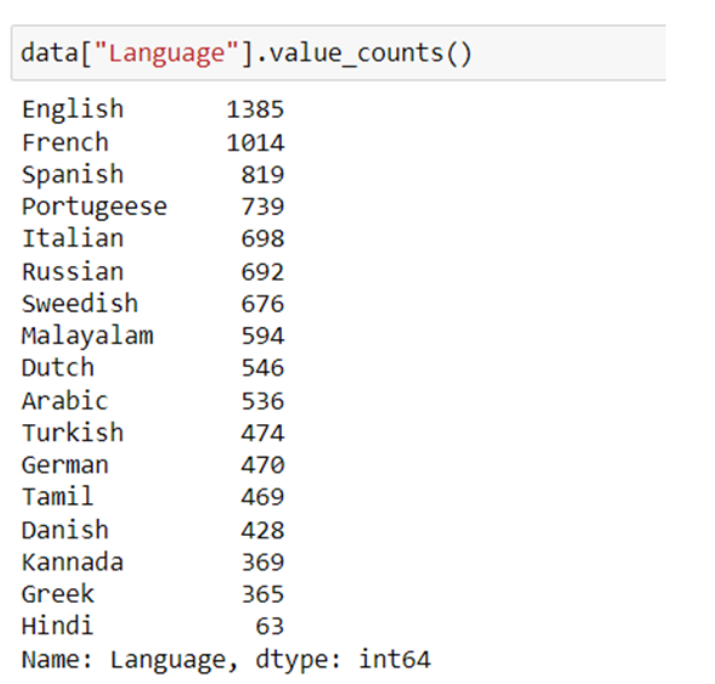 data["Language"].value_counts()
English 1385
French 1014
Spanish 819
Portugeese 739
Italian 698
Russian 692
Sweedish 676
Malayalam 594
Dutch 546
Arabic 536
Turkish 474
German 470
Tamil 469
Danish 428
Kannada 369
Greek 365
Hindi 63
Name: Language, dtype: int64